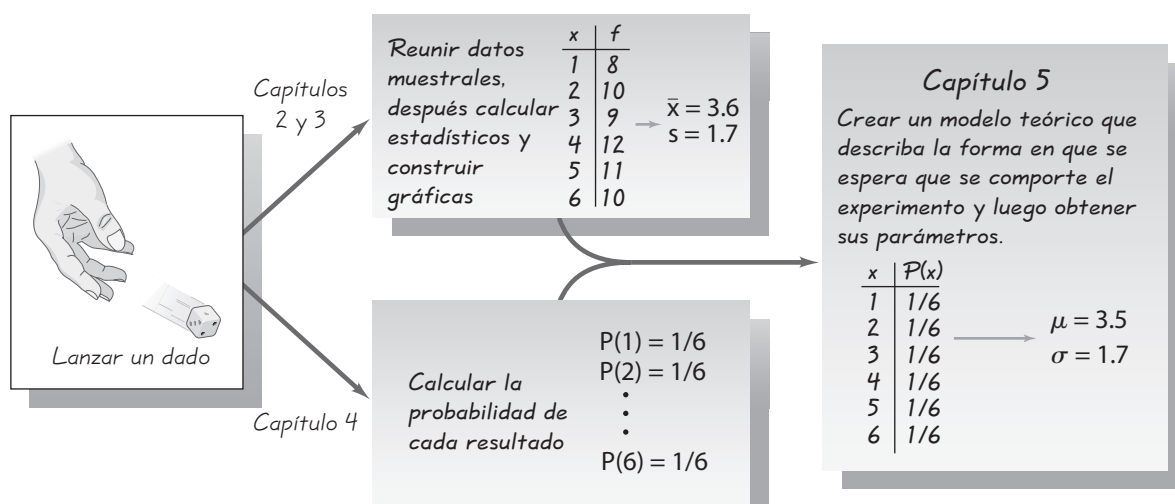 Lanzar un dado
Capítulos
2 y 3
Reunir datos
muestrales,
después calcular
estadísticos y
construir
gráficas
x f
1 8
2 10
3 9
4 12
5 11
6 10
x̄ = 3.6
s = 1.7
Capítulo 4
Calcular la
probabilidad de
cada resultado
P(1) = 1/6
P(2) = 1/6
•
•
•
P(6) = 1/6
Capítulo 5
Crear un modelo teórico que
describa la forma en que se
espera que se comporte el
experimento y luego obtener
sus parámetros.
x P(x)
1 1/6
2 1/6
3 1/6
4 1/6
5 1/6
6 1/6
μ = 3.5
σ = 1.7